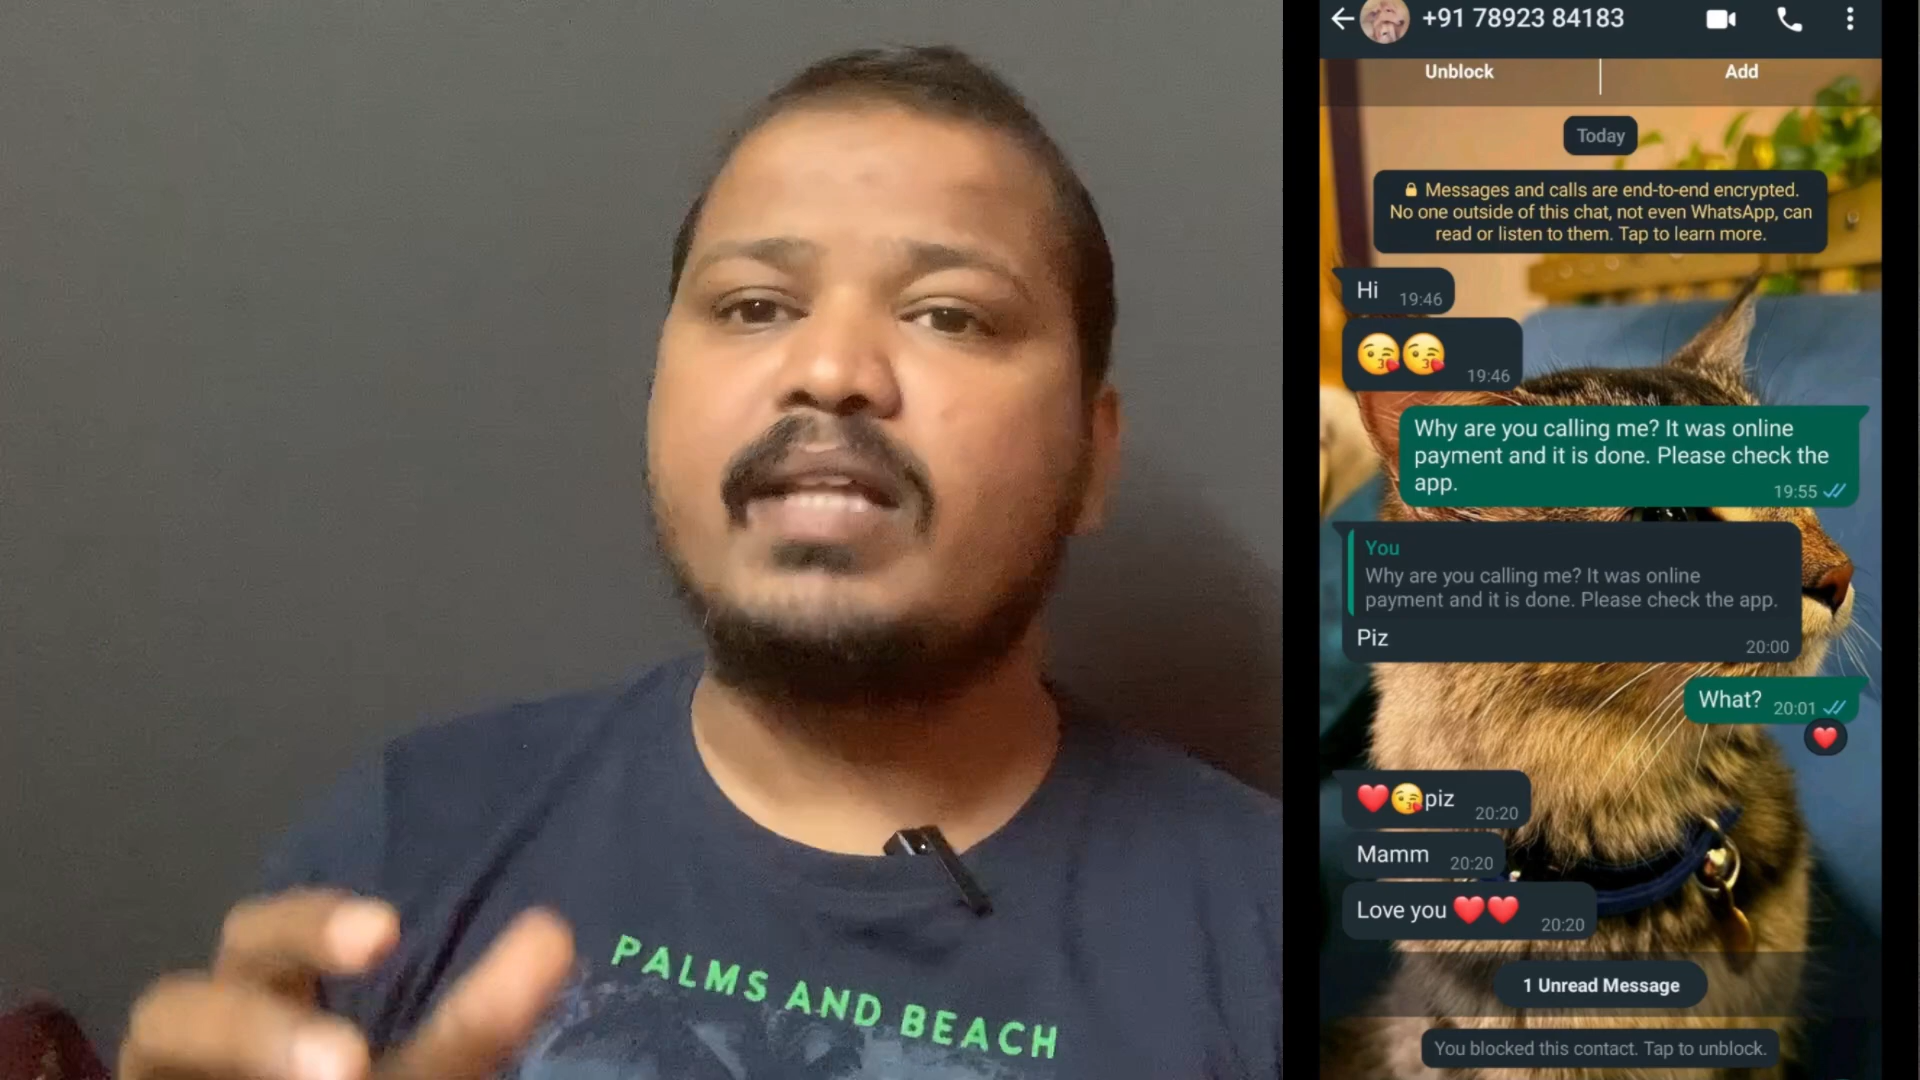 PALMS AND BEACH
+91 78923 84183
Unblock
Add
Today
Messages and calls are end-to-end encrypted.
No one outside of this chat, not even WhatsApp, can
read or listen to them. Tap to learn more.
Hi 19:46
😘😘 19:46
Why are you calling me? It was online
payment and it is done. Please check the
app. 19:55
You
Why are you calling me? It was online
payment and it is done. Please check the app.
Piz 20:00
What? 20:01
❤️
❤️😘piz 20:20
Mamm 20:20
Love you ❤️❤️ 20:20
1 Unread Message
You blocked this contact. Tap to unblock.